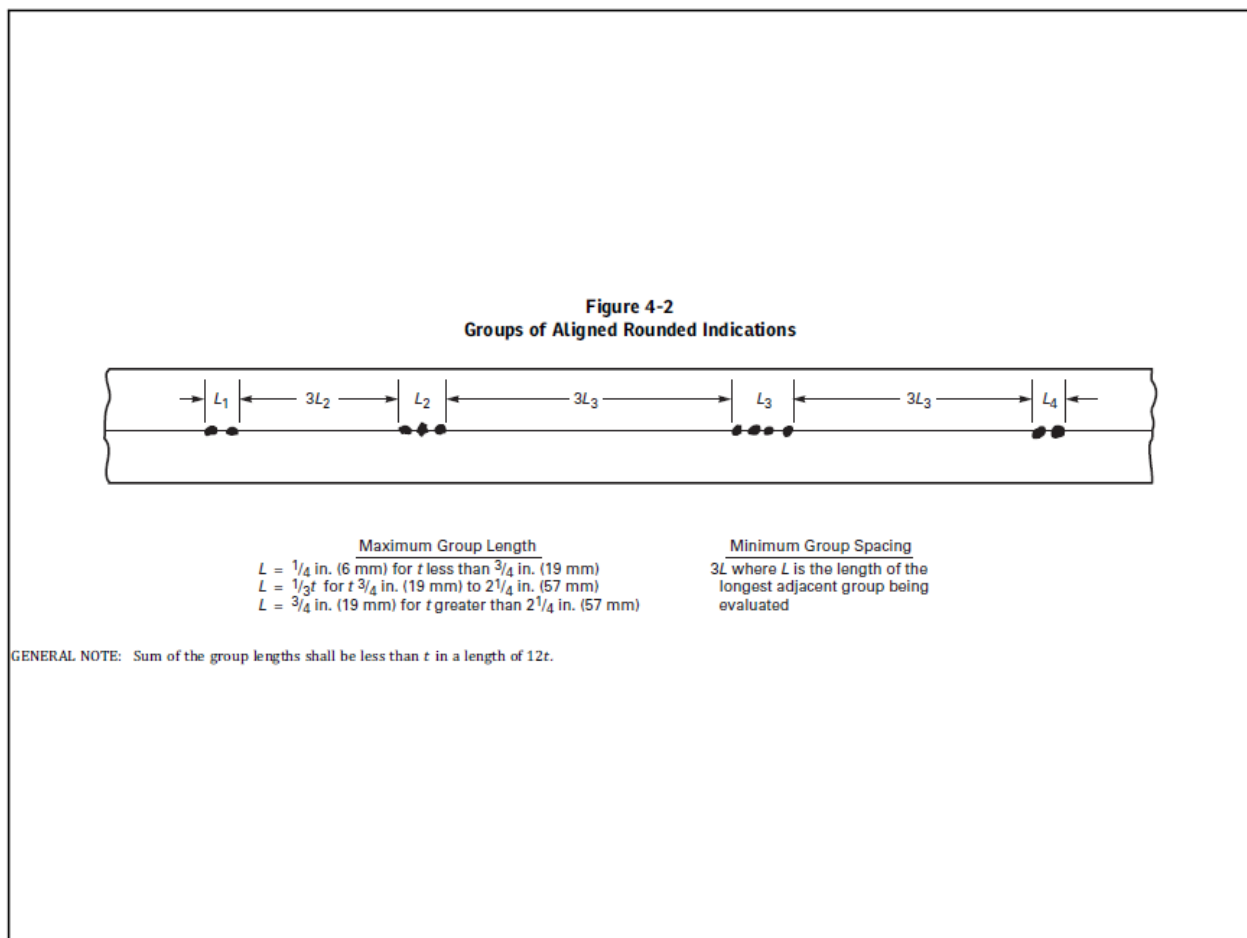 Figure 4-2
Groups of Aligned Rounded Indications
L1 3L2 L2 3L3 L3 3L3 L4
Maximum Group Length
L = 1/4 in. (6 mm) for t less than 3/4 in. (19 mm)
L = 1/3t for t 3/4 in. (19 mm) to 21/4 in. (57 mm)
L = 3/4 in. (19 mm) for t greater than 21/4 in. (57 mm)
Minimum Group Spacing
3L where L is the length of the
longest adjacent group being
evaluated
GENERAL NOTE: Sum of the group lengths shall be less than t in a length of 12t.